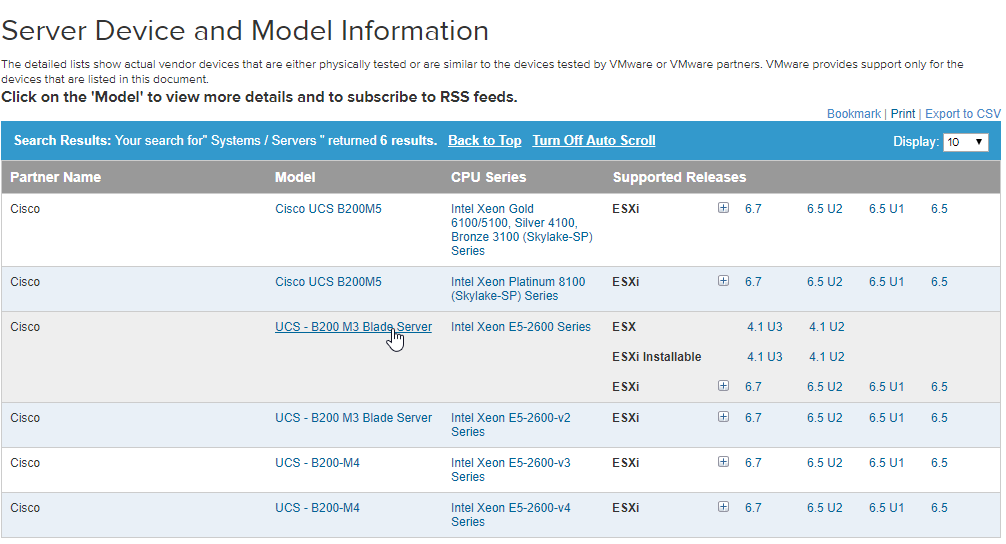 Server Device and Model Information
The detailed lists show actual vendor devices that are either physically tested or are similar to the devices tested by VMware or VMware partners. VMware provides support only for the
devices that are listed in this document.
Click on the 'Model' to view more details and to subscribe to RSS feeds.
Bookmark | Print | Export to CSV
Search Results: Your search for" Systems / Servers " returned 6 results. Back to Top Turn Off Auto Scroll Display: 10
Partner Name Model CPU Series Supported Releases
Cisco Cisco UCS B200M5 Intel Xeon Gold ESXi 6.7 6.5 U2 6.5 U1 6.5
6100/5100, Silver 4100,
Bronze 3100 (Skylake-SP)
Series
Cisco Cisco UCS B200M5 Intel Xeon Platinum 8100 ESXi 6.7 6.5 U2 6.5 U1 6.5
(Skylake-SP) Series
Cisco UCS - B200 M3 Blade Server Intel Xeon E5-2600 Series ESX 4.1 U3 4.1 U2
ESXi Installable 4.1 U3 4.1 U2
ESXi 6.7 6.5 U2 6.5 U1 6.5
Cisco UCS - B200 M3 Blade Server Intel Xeon E5-2600-v2 ESXi 6.7 6.5 U2 6.5 U1 6.5
Series
Cisco UCS - B200-M4 Intel Xeon E5-2600-v3 ESXi 6.7 6.5 U2 6.5 U1 6.5
Series
Cisco UCS - B200-M4 Intel Xeon E5-2600-v4 ESXi 6.7 6.5 U2 6.5 U1 6.5
Series